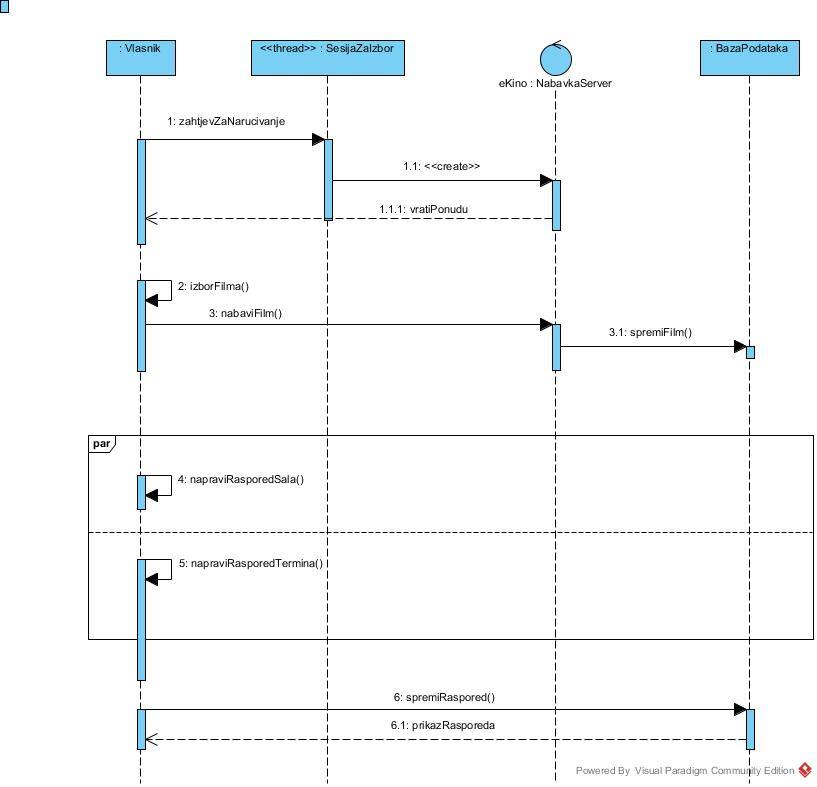 : Vlasnik
<<thread>> : SesijaZaIzbor
eKino : NabavkaServer
: BazaPodataka
1: zahtjevZaNarucivanje
1.1: <<create>>
1.1.1: vratiPonudu
2: izborFilma()
3: nabaviFilm()
3.1: spremiFilm()
par
4: napraviRasporedSala()
5: napraviRasporedTermina()
6: spremiRaspored()
6.1: prikazRasporeda
Powered By Visual Paradigm Community Edition